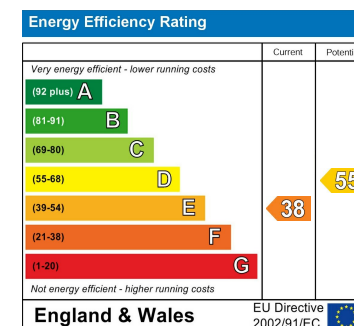 Energy Efficiency Rating
Current Potenti
Very energy efficient - lower running costs
(92 plus) A
(81-91) B
(69-80) C
(55-68) D
55
(39-54) E
38
(21-38) F
(1-20) G
Not energy efficient - higher running costs
England & Wales
EU Directive
2002/91/EC